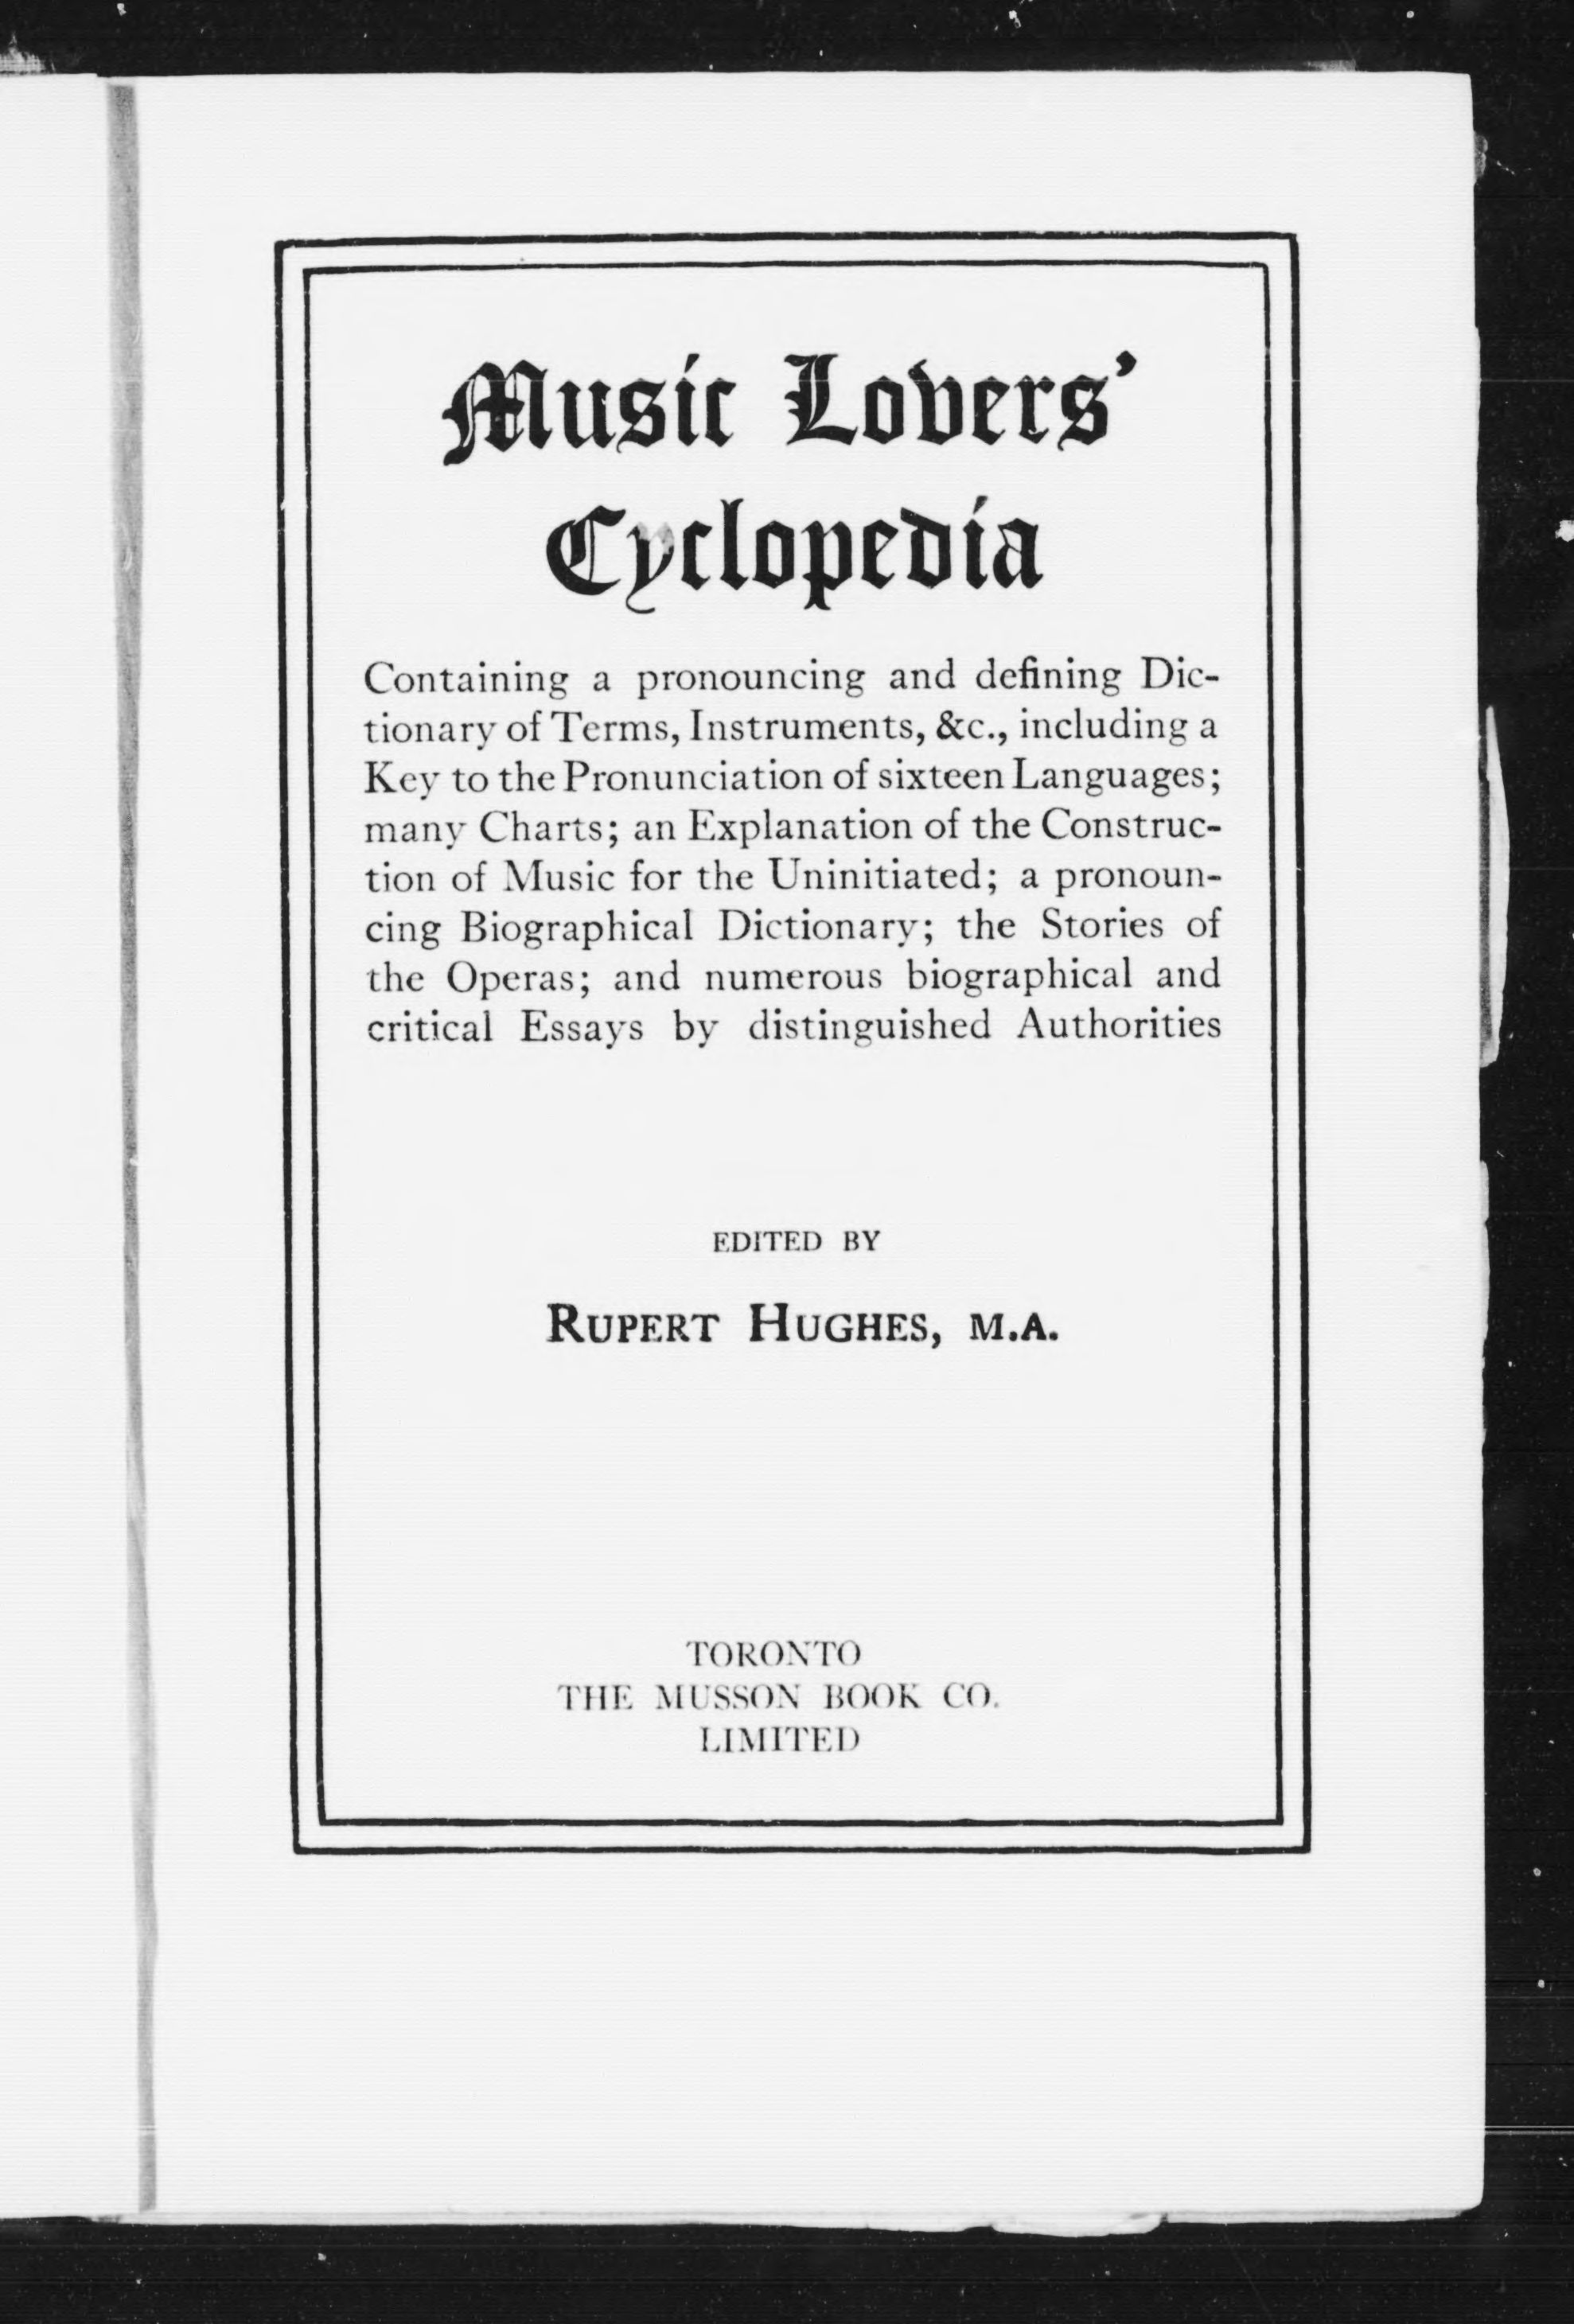 Music Lovers'
Cyclopedia
Containing a pronouncing and defining Dic-
tionary of Terms, Instruments, &c., including a
Key to the Pronunciation of sixteen Languages;
many Charts; an Explanation of the Construc-
tion of Music for the Uninitiated; a pronoun-
cing Biographical Dictionary; the Stories of
the Operas; and numerous biographical and
critical Essays by distinguished Authorities
EDITED BY
RUPERT HUGHES, M.A.
TORONTO
THE MUSSON BOOK CO.
LIMITED